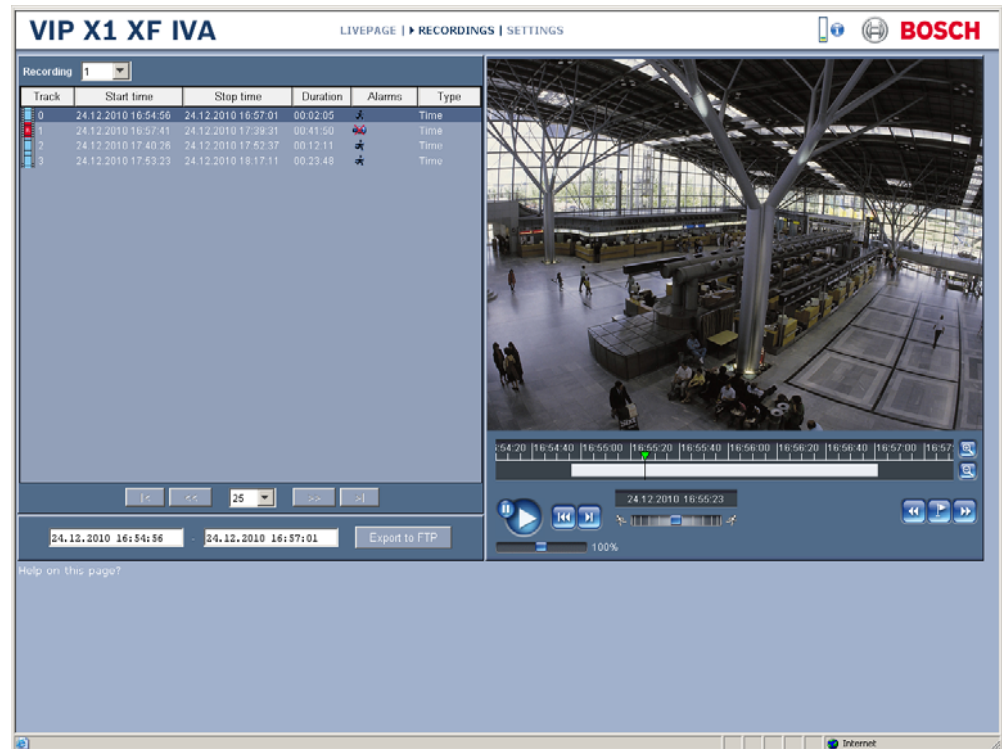 VIP X1 XF IVA
LIVEPAGE | RECORDINGS | SETTINGS
BOSCH
Recording 1
Track Start time Stop time Duration Alarms Type
0 24.12.2010 16:54:56 24.12.2010 16:57:01 00:02:05 Time
1 24.12.2010 16:57:41 24.12.2010 17:39:31 00:41:50 Time
2 24.12.2010 17:40:26 24.12.2010 17:52:37 00:12:11 Time
3 24.12.2010 17:53:23 24.12.2010 18:17:11 00:23:48 Time
:54:20 16:54:40 16:55:00 16:55:20 16:55:40 16:56:00 16:56:20 16:56:40 16:57:00 16:57
|< << 25 >> >|
24.12.2010 16:55:23
24.12.2010 16:54:56 - 24.12.2010 16:57:01 Export to FTP
100%
Help on this page?
Internet